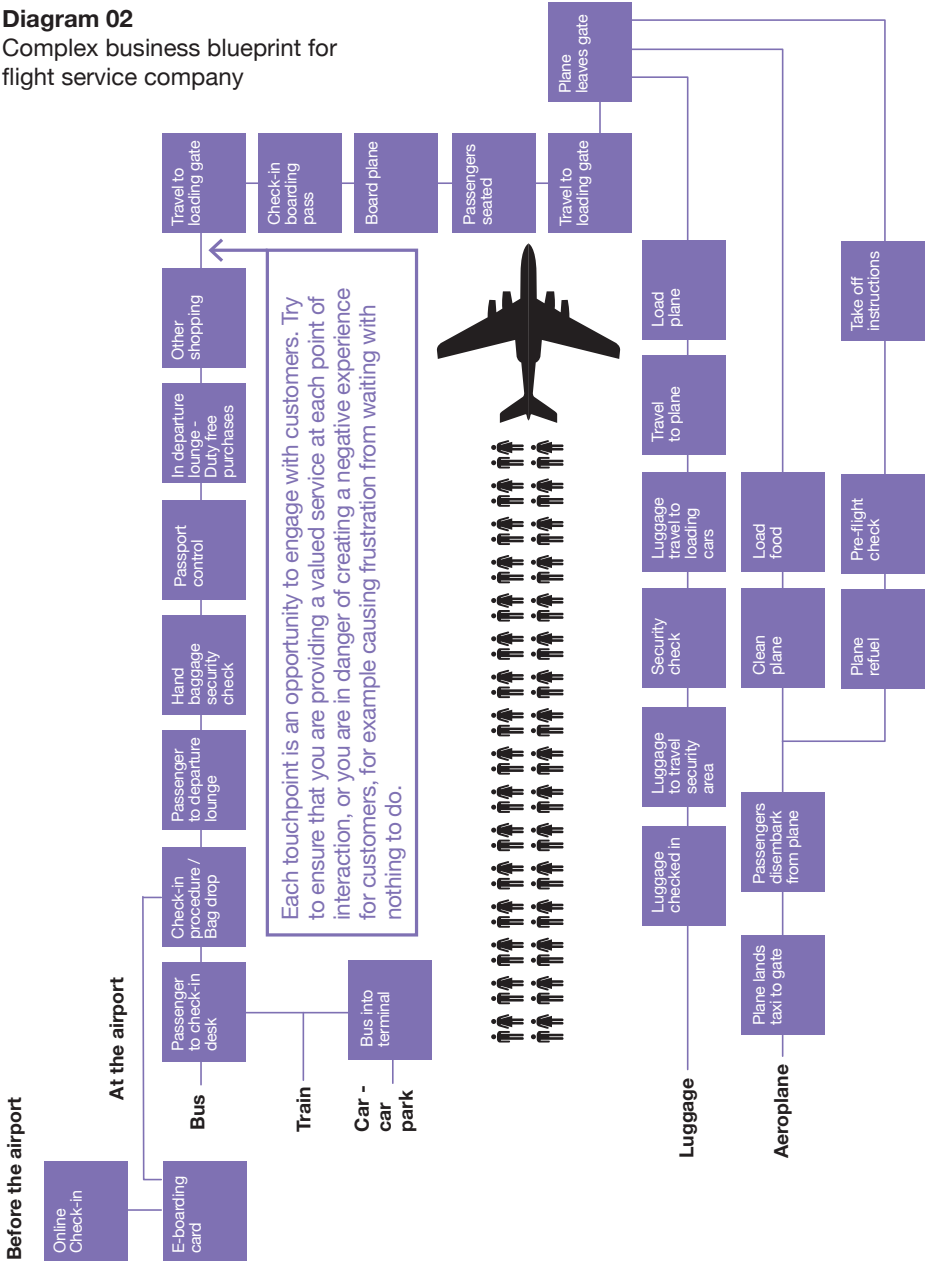 Diagram 02
Complex business blueprint for
flight service company
Before the airport
Online
Check-in
E-boarding
card
At the airport
Bus
Train
Car -
car
park
Bus into
terminal
Passenger
to check-in
desk
Check-in
procedure /
Bag drop
Passenger
to departure
lounge
Hand
baggage
security
check
Passport
control
In departure
lounge -
Duty free
purchases
Other
shopping
Travel to
loading gate
Check-in
boarding
pass
Board plane
Passengers
seated
Travel to
loading gate
Plane
leaves gate
Each touchpoint is an opportunity to engage with customers. Try
to ensure that you are providing a valued service at each point of
interaction, or you are in danger of creating a negative experience
for customers, for example causing frustration from waiting with
nothing to do.
Luggage
Luggage
checked in
Luggage
to travel
security
area
Security
check
Luggage
travel to
loading
cars
Travel
to plane
Load
plane
Aeroplane
Plane lands
taxi to gate
Passengers
disembark
from plane
Clean
plane
Load
food
Plane
refuel
Pre-flight
check
Take off
instructions